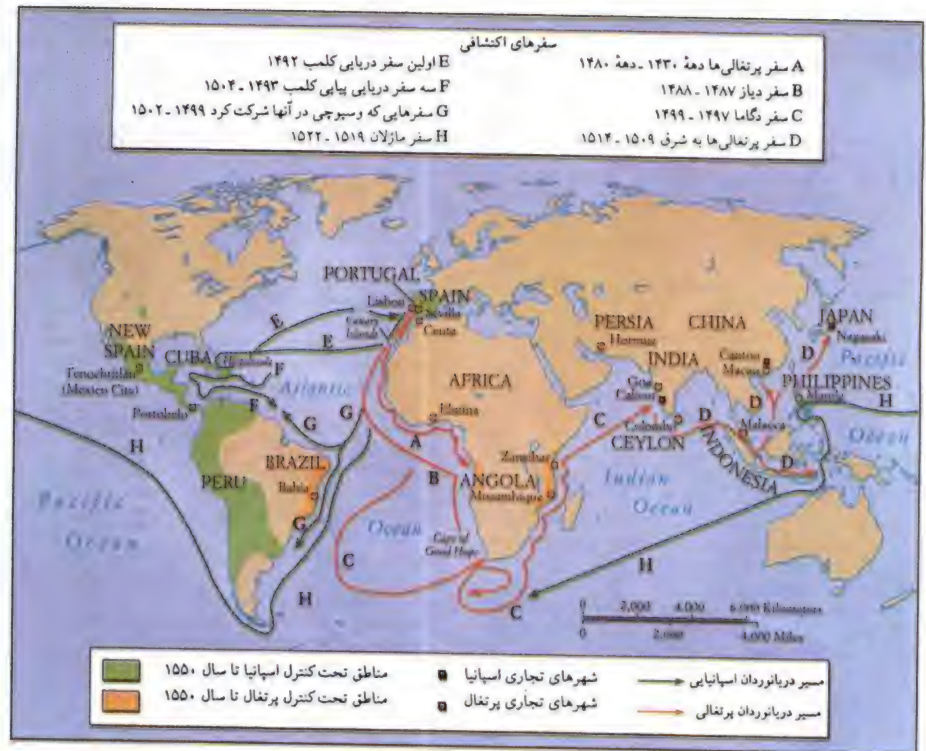 سفرهای اکتشافی
A سفر پرتغالی‌ها دههٔ ۱۴۳۰ ـ دههٔ ۱۴۸۰
B سفر دیاز ۱۴۸۷ ـ ۱۴۸۸
C سفر دگاما ۱۴۹۷ ـ ۱۴۹۹
D سفر پرتغالی‌ها به شرق ۱۵۰۹ ـ ۱۵۱۴
E اولین سفر دریایی کلمب ۱۴۹۲
F سه سفر دریایی پیاپی کلمب ۱۴۹۳ ـ ۱۵۰۴
G سفرهایی که وسپوچی در آنها شرکت کرد ۱۴۹۹ ـ ۱۵۰۲
H سفر ماژلان ۱۵۱۹ ـ ۱۵۲۲
PORTUGAL
Lisbon
SPAIN
Sevilla
Ceuta
Canary Islands
E
E
NEW SPAIN
CUBA
Hispaniola
Tenochtitlán
(Mexico City)
Portobelo
F
F
Atlantic
G
G
AFRICA
Elmina
A
B
PERSIA
Hormuz
CHINA
JAPAN
Nagasaki
INDIA
Goa
Calicut
Canton
Macao
D
Pacific
PHILIPPINES
Manila
H
Ocean
C
Colombo
CEYLON
D
Malacca
D
INDONESIA
D
H
PERU
BRAZIL
Bahia
G
ANGOLA
Zanzibar
Mozambique
Indian
Ocean
Pacific
Ocean
Ocean
Cape of
Good Hope
C
H
C
H
0 2,000 4,000 6,000 Kilometers
0 2,000 4,000 Miles
مسیر دریانوردان اسپانیایی
شهرهای تجاری اسپانیا
مناطق تحت کنترل اسپانیا تا سال ۱۵۵۰
مسیر دریانوردان پرتغالی
شهرهای تجاری پرتغال
مناطق تحت کنترل پرتغال تا سال ۱۵۵۰